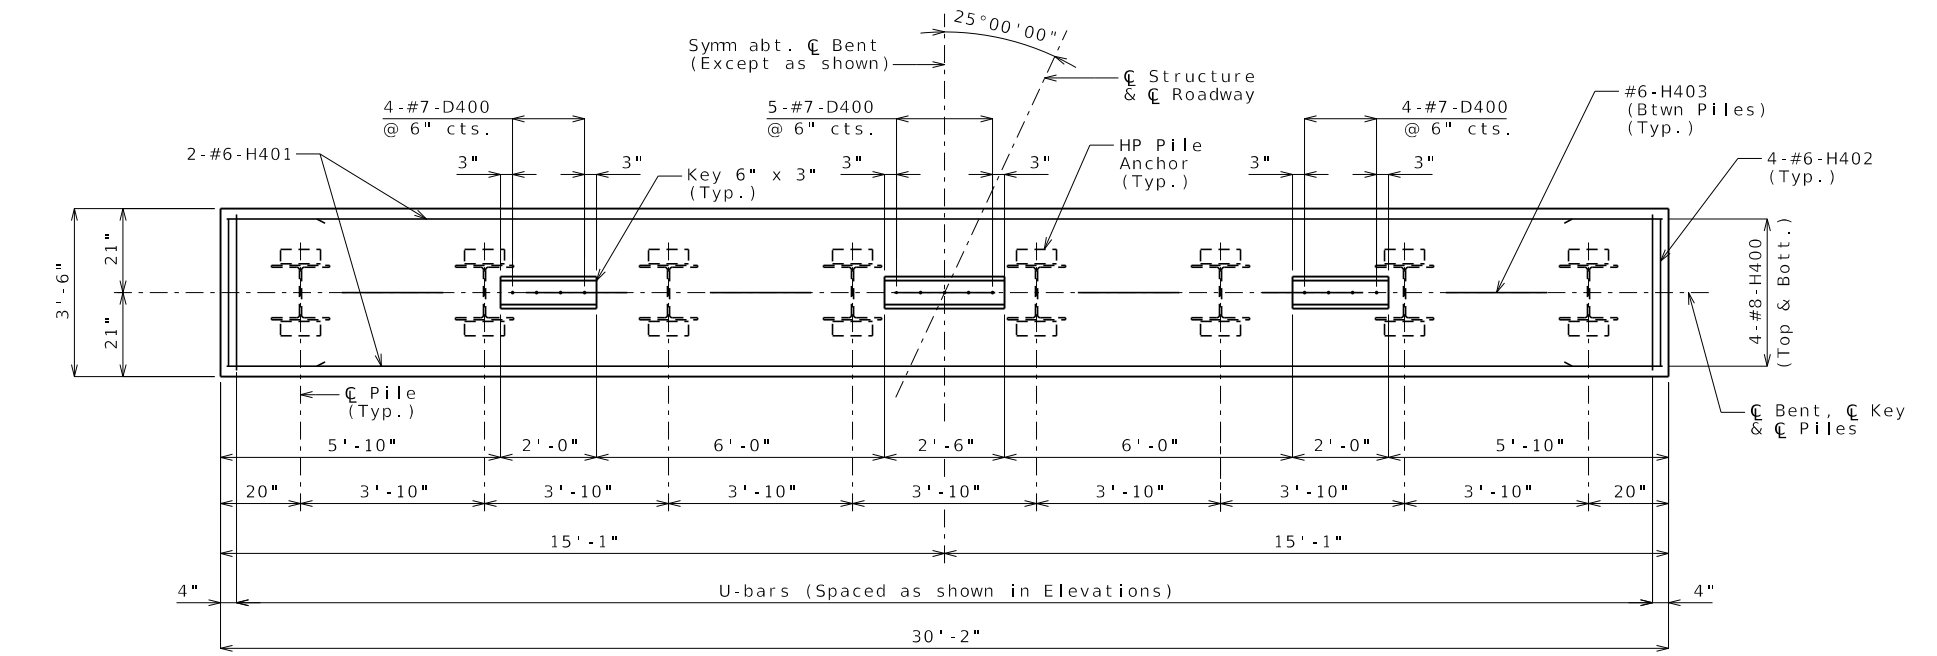 25°00'00"
Symm abt. ℄ Bent
(Except as shown)
℄ Structure
& ℄ Roadway
4-#7-D400
@ 6" cts.
5-#7-D400
@ 6" cts.
4-#7-D400
@ 6" cts.
#6-H403
(Btwn Piles)
(Typ.)
2-#6-H401
3"
3"
Key 6" x 3"
(Typ.)
3"
3"
HP Pile
Anchor
(Typ.)
3"
3"
4-#6-H402
(Typ.)
3'-6"
21"
21"
4-#8-H400
(Top & Bott.)
℄ Pile
(Typ.)
℄ Bent, ℄ Key
& ℄ Piles
5'-10"
2'-0"
6'-0"
2'-6"
6'-0"
2'-0"
5'-10"
20"
3'-10"
3'-10"
3'-10"
3'-10"
3'-10"
3'-10"
3'-10"
20"
15'-1"
15'-1"
4"
U-bars (Spaced as shown in Elevations)
4"
30'-2"